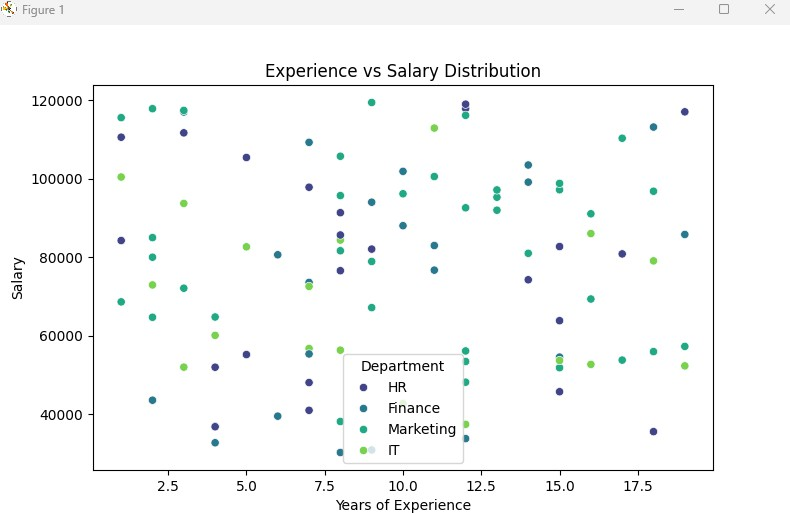 Figure 1
Experience vs Salary Distribution
120000
100000
80000
60000
40000
Salary
Department
HR
Finance
Marketing
IT
2.5 5.0 7.5 10.0 12.5 15.0 17.5
Years of Experience